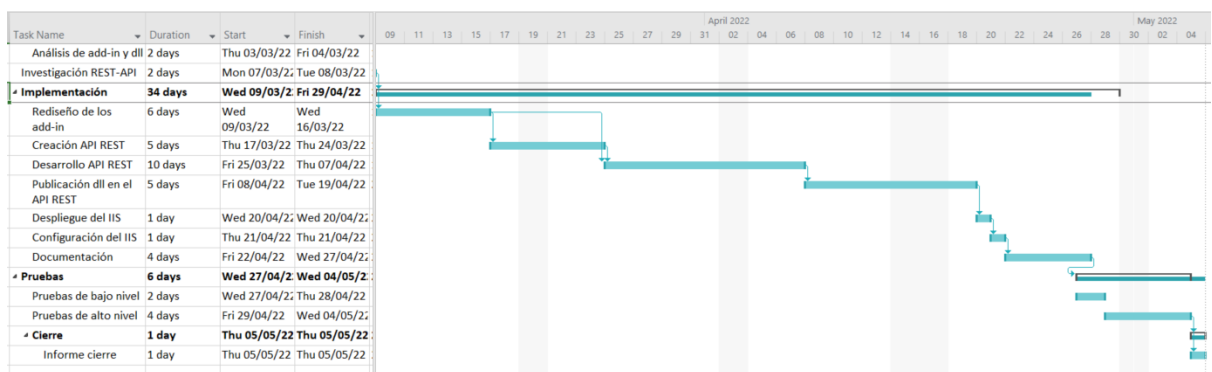 April 2022 May 2022
Task Name Duration Start Finish 09 11 13 15 17 19 21 23 25 27 29 31 02 04 06 08 10 12 14 16 18 20 22 24 26 28 30 02 04
Análisis de add-in y dll 2 days Thu 03/03/22 Fri 04/03/22
Investigación REST-API 2 days Mon 07/03/22 Tue 08/03/22
Implementación 34 days Wed 09/03/2 Fri 29/04/22
Rediseño de los 6 days Wed Wed
add-in 09/03/22 16/03/22
Creación API REST 5 days Thu 17/03/22 Thu 24/03/22
Desarrollo API REST 10 days Fri 25/03/22 Thu 07/04/22
Publicación dll en el 5 days Fri 08/04/22 Tue 19/04/22
API REST
Despliegue del IIS 1 day Wed 20/04/22 Wed 20/04/22
Configuración del IIS 1 day Thu 21/04/22 Thu 21/04/22
Documentación 4 days Fri 22/04/22 Wed 27/04/22
Pruebas 6 days Wed 27/04/2 Wed 04/05/2
Pruebas de bajo nivel 2 days Wed 27/04/22 Thu 28/04/22
Pruebas de alto nivel 4 days Fri 29/04/22 Wed 04/05/22
Cierre 1 day Thu 05/05/22 Thu 05/05/22
Informe cierre 1 day Thu 05/05/22 Thu 05/05/22